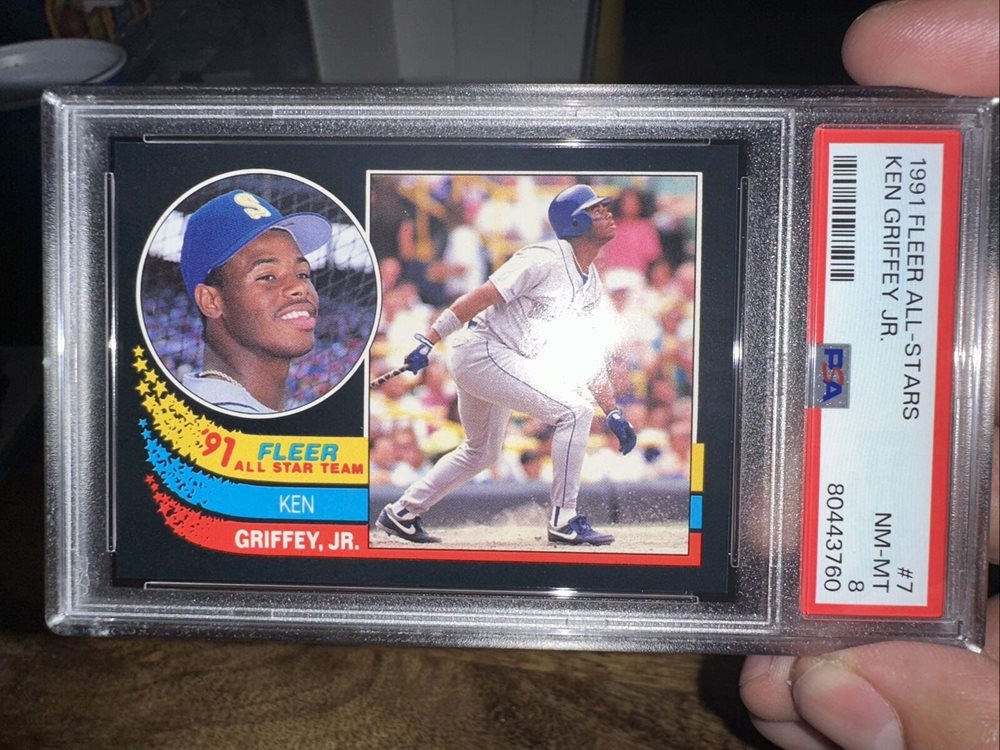 S
'91 FLEER
ALL STAR TEAM
KEN
GRIFFEY, JR.
1991 FLEER ALL-STARS #7
KEN GRIFFEY JR. NM-MT 8
PSA 80443760